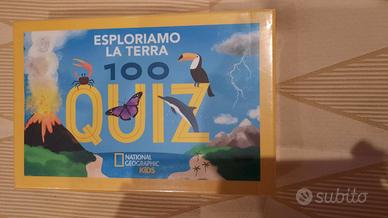 ESPLORIAMO
LA TERRA
100
QUIZ
NATIONAL
GEOGRAPHIC
KIDS
subito